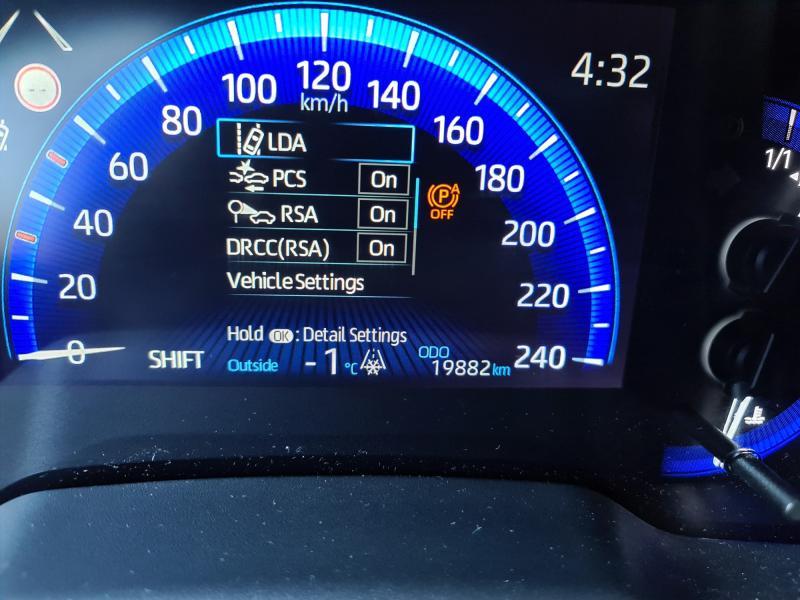 4:32
0
20
40
60
80
100
120
140
160
180
200
220
240
km/h
LDA
PCS On
RSA On
DRCC(RSA) On
Vehicle Settings
Hold OK : Detail Settings
P A
OFF
SHIFT
Outside -1 °C
ODO
19882 km
1/1